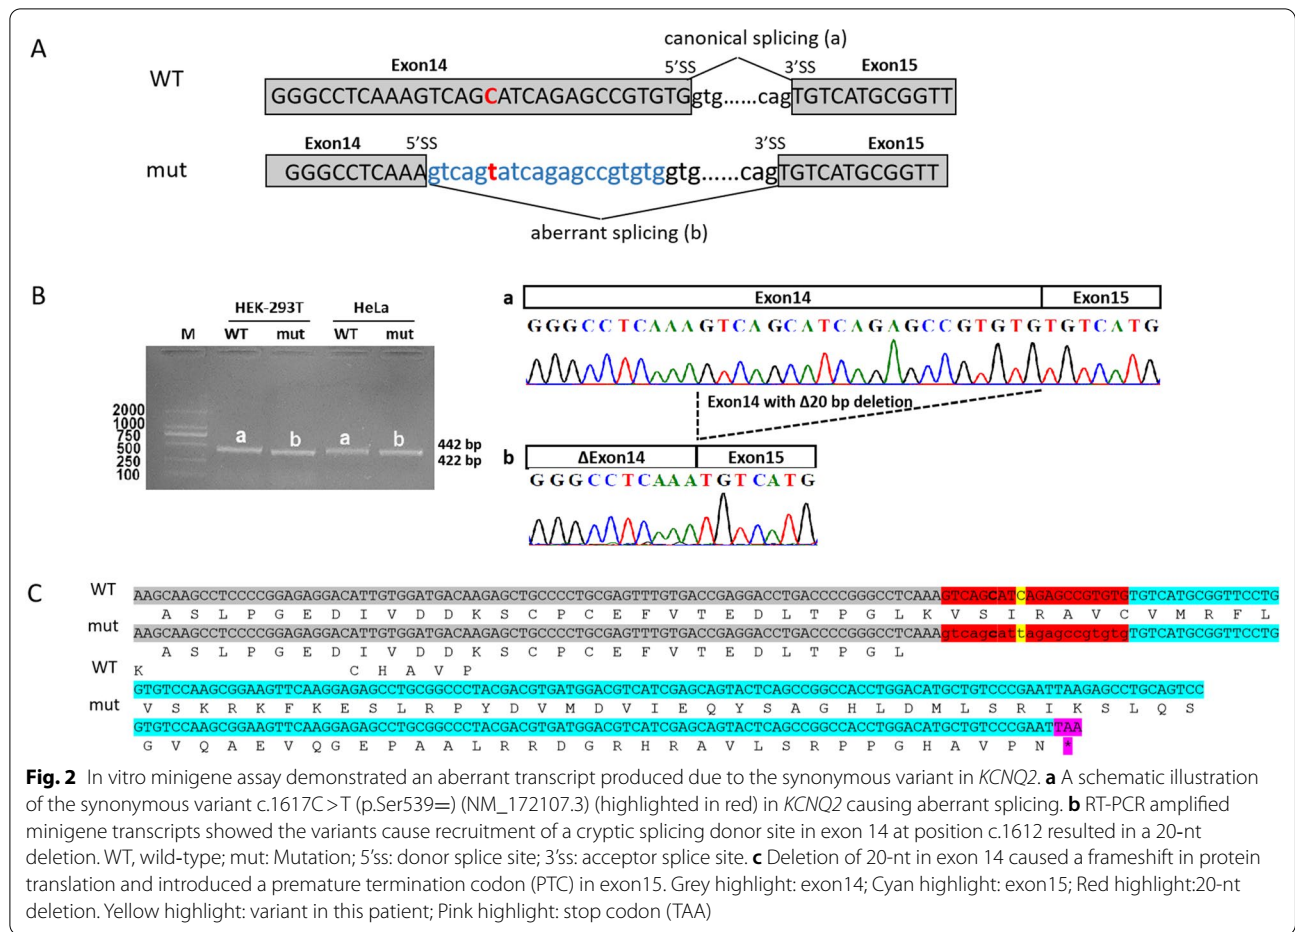 A
canonical splicing (a)
WT
Exon14
5'SS
3'SS
Exon15
GGGCCTCAAAGTCAGCATCAGAGCCGTGTGgtg......cagTGTCATGCGGTT
mut
Exon14
5'SS
3'SS
Exon15
GGGCCTCAAAgtcagtatcagagccgtgtggtg......cagTGTCATGCGGTT
aberrant splicing (b)
B
HEK-293T
HeLa
M
WT
mut
WT
mut
2000
1000
750
500
250
100
a
b
a
b
442 bp
422 bp
a
Exon14
Exon15
GGGCCTCAAAGTCAGCATCAGAGCCGTGTGTGTCATG
Exon14 with Δ20 bp deletion
b
ΔExon14
Exon15
GGGCCTCAAATGTCATG
C
WT
AAGCAAGCCTCCCCGGAGAGGACATTGTGGATGACAAGAGCTGCCCCTGCGAGTTTGTGACCGAGGACCTGACCCCGGGCCTCAAAGTCAGCATCAGAGCCGTGTGTGTCATGCGGTTCCTG
A S L P G E D I V D D K S C P C E F V T E D L T P G L K V S I R A V C V M R F L
mut
AAGCAAGCCTCCCCGGAGAGGACATTGTGGATGACAAGAGCTGCCCCTGCGAGTTTGTGACCGAGGACCTGACCCCGGGCCTCAAAgtcagcattagagccgtgtgTGTCATGCGGTTCCTG
A S L P G E D I V D D K S C P C E F V T E D L T P G L
WT
K C H A V P
GTGTCCAAGCGGAAGTTCAAGGAGAGCCTGCGGCCCTACGACGTGATGGACGTCATCGAGCAGTACTCAGCCGGCCACCTGGACATGCTGTCCCGAATTAAGAGCCTGCAGTCC
mut
V S K R K F K E S L R P Y D V M D V I E Q Y S A G H L D M L S R I K S L Q S
GTGTCCAAGCGGAAGTTCAAGGAGAGCCTGCGGCCCTACGACGTGATGGACGTCATCGAGCAGTACTCAGCCGGCCACCTGGACATGCTGTCCCGAATTAA
G V Q A E V Q G E P A A L R R D G R H R A V L S R P P G H A V P N *
Fig. 2 In vitro minigene assay demonstrated an aberrant transcript produced due to the synonymous variant in KCNQ2. a A schematic illustration
of the synonymous variant c.1617C>T (p.Ser539=) (NM_172107.3) (highlighted in red) in KCNQ2 causing aberrant splicing. b RT-PCR amplified
minigene transcripts showed the variants cause recruitment of a cryptic splicing donor site in exon 14 at position c.1612 resulted in a 20-nt
deletion. WT, wild-type; mut: Mutation; 5'ss: donor splice site; 3'ss: acceptor splice site. c Deletion of 20-nt in exon 14 caused a frameshift in protein
translation and introduced a premature termination codon (PTC) in exon15. Grey highlight: exon14; Cyan highlight: exon15; Red highlight:20-nt
deletion. Yellow highlight: variant in this patient; Pink highlight: stop codon (TAA)